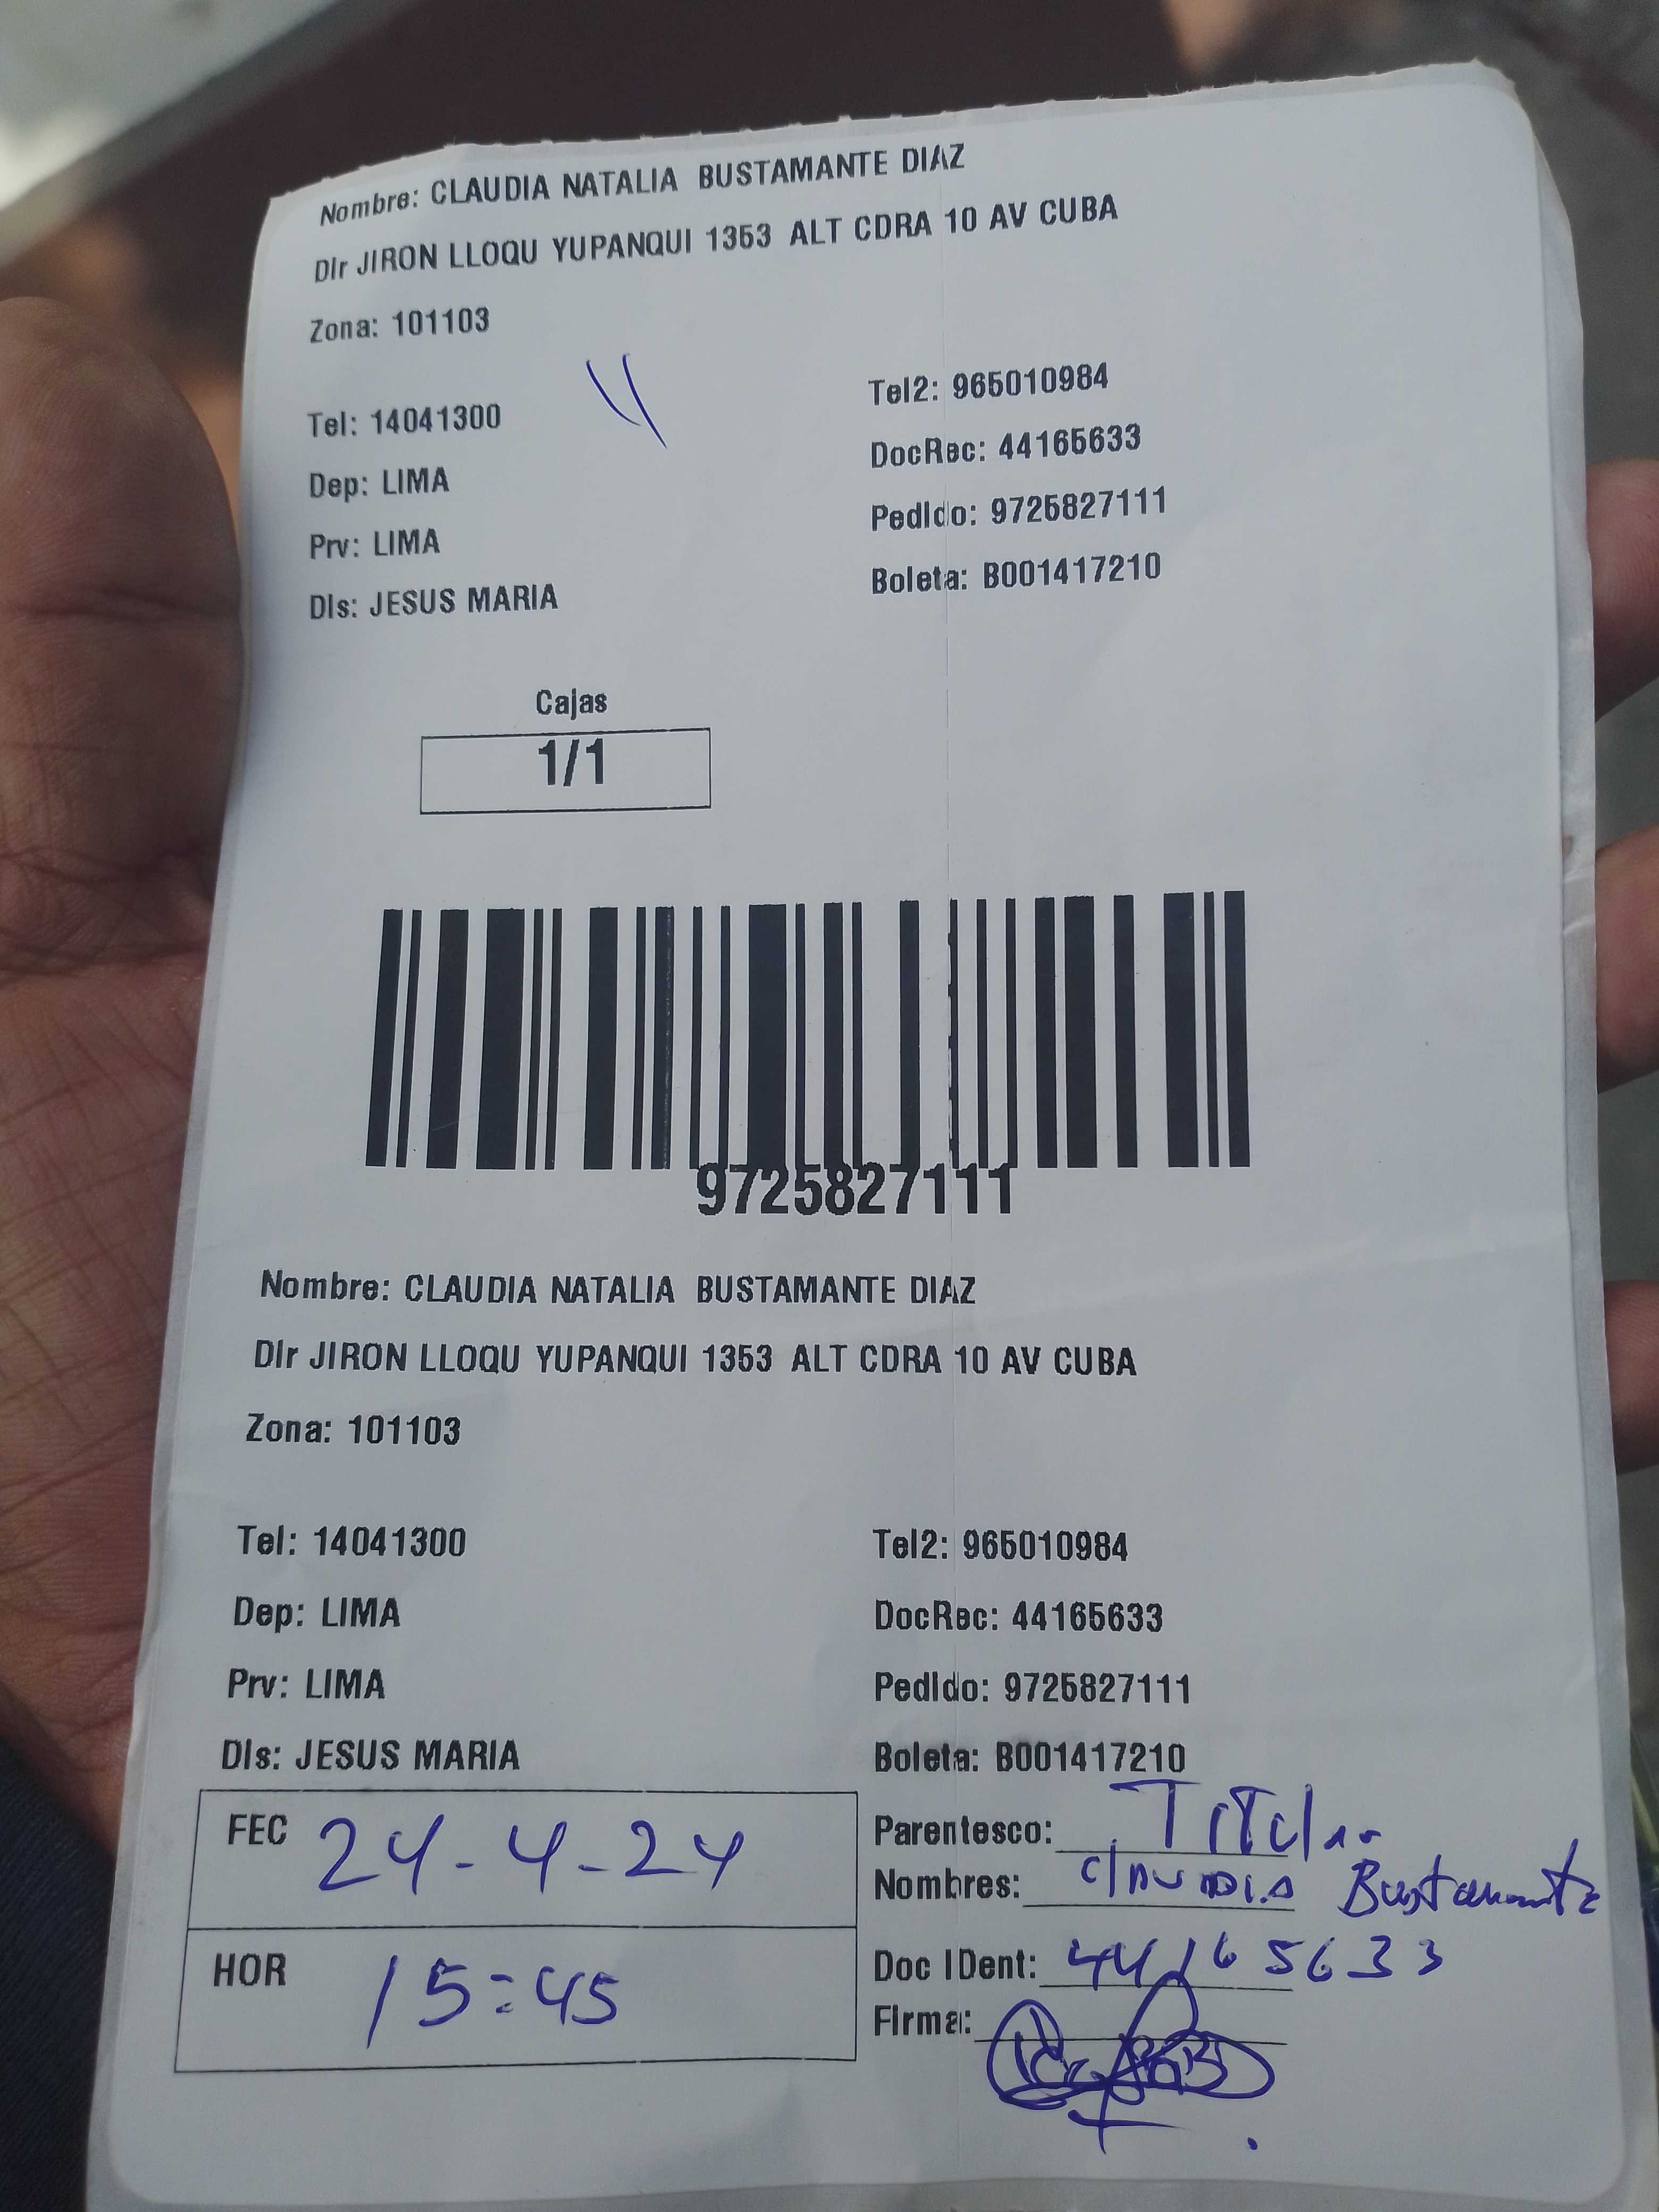 Nombre: CLAUDIA NATALIA BUSTAMANTE DIAZ
Dir JIRON LLOQU YUPANQUI 1353 ALT CDRA 10 AV CUBA
Zona: 101103
Tel: 14041300
Tel2: 965010984
Dep: LIMA
DocRec: 44165633
Prv: LIMA
Pedido: 9725827111
Dis: JESUS MARIA
Boleta: B001417210
Cajas
1/1
9725827111
Nombre: CLAUDIA NATALIA BUSTAMANTE DIAZ
Dir JIRON LLOQU YUPANQUI 1353 ALT CDRA 10 AV CUBA
Zona: 101103
Tel: 14041300
Tel2: 965010984
Dep: LIMA
DocRec: 44165633
Prv: LIMA
Pedido: 9725827111
Dis: JESUS MARIA
Boleta: B001417210
FEC 24-4-24
Parentesco: TITular
Nombres: clAUDIA Bustamante
HOR 15:45
Doc IDent: 44165633
Firma: